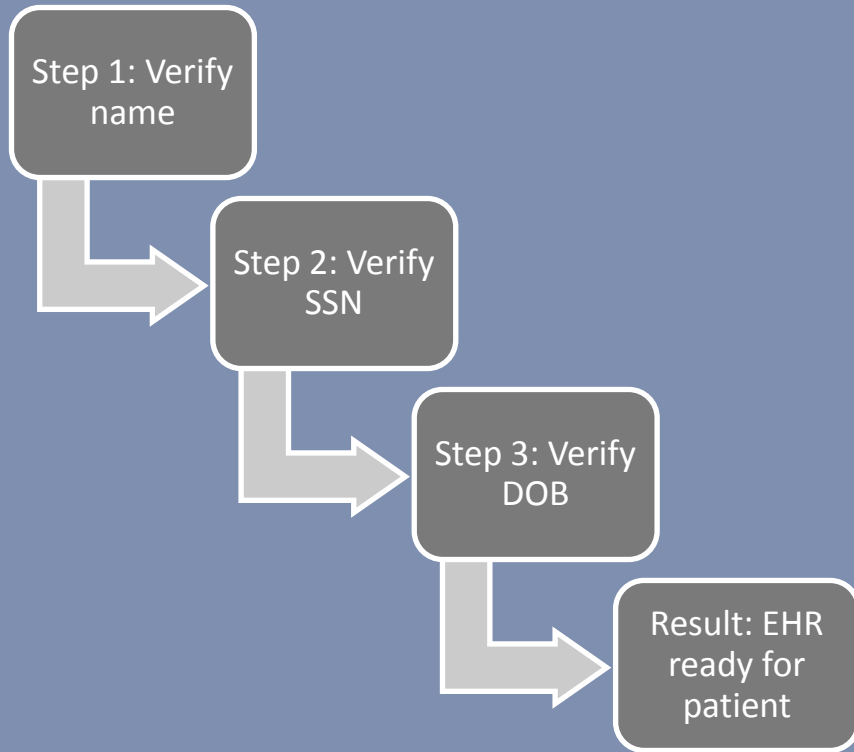 Step 1: Verify
name
Step 2: Verify
SSN
Step 3: Verify
DOB
Result: EHR
ready for
patient